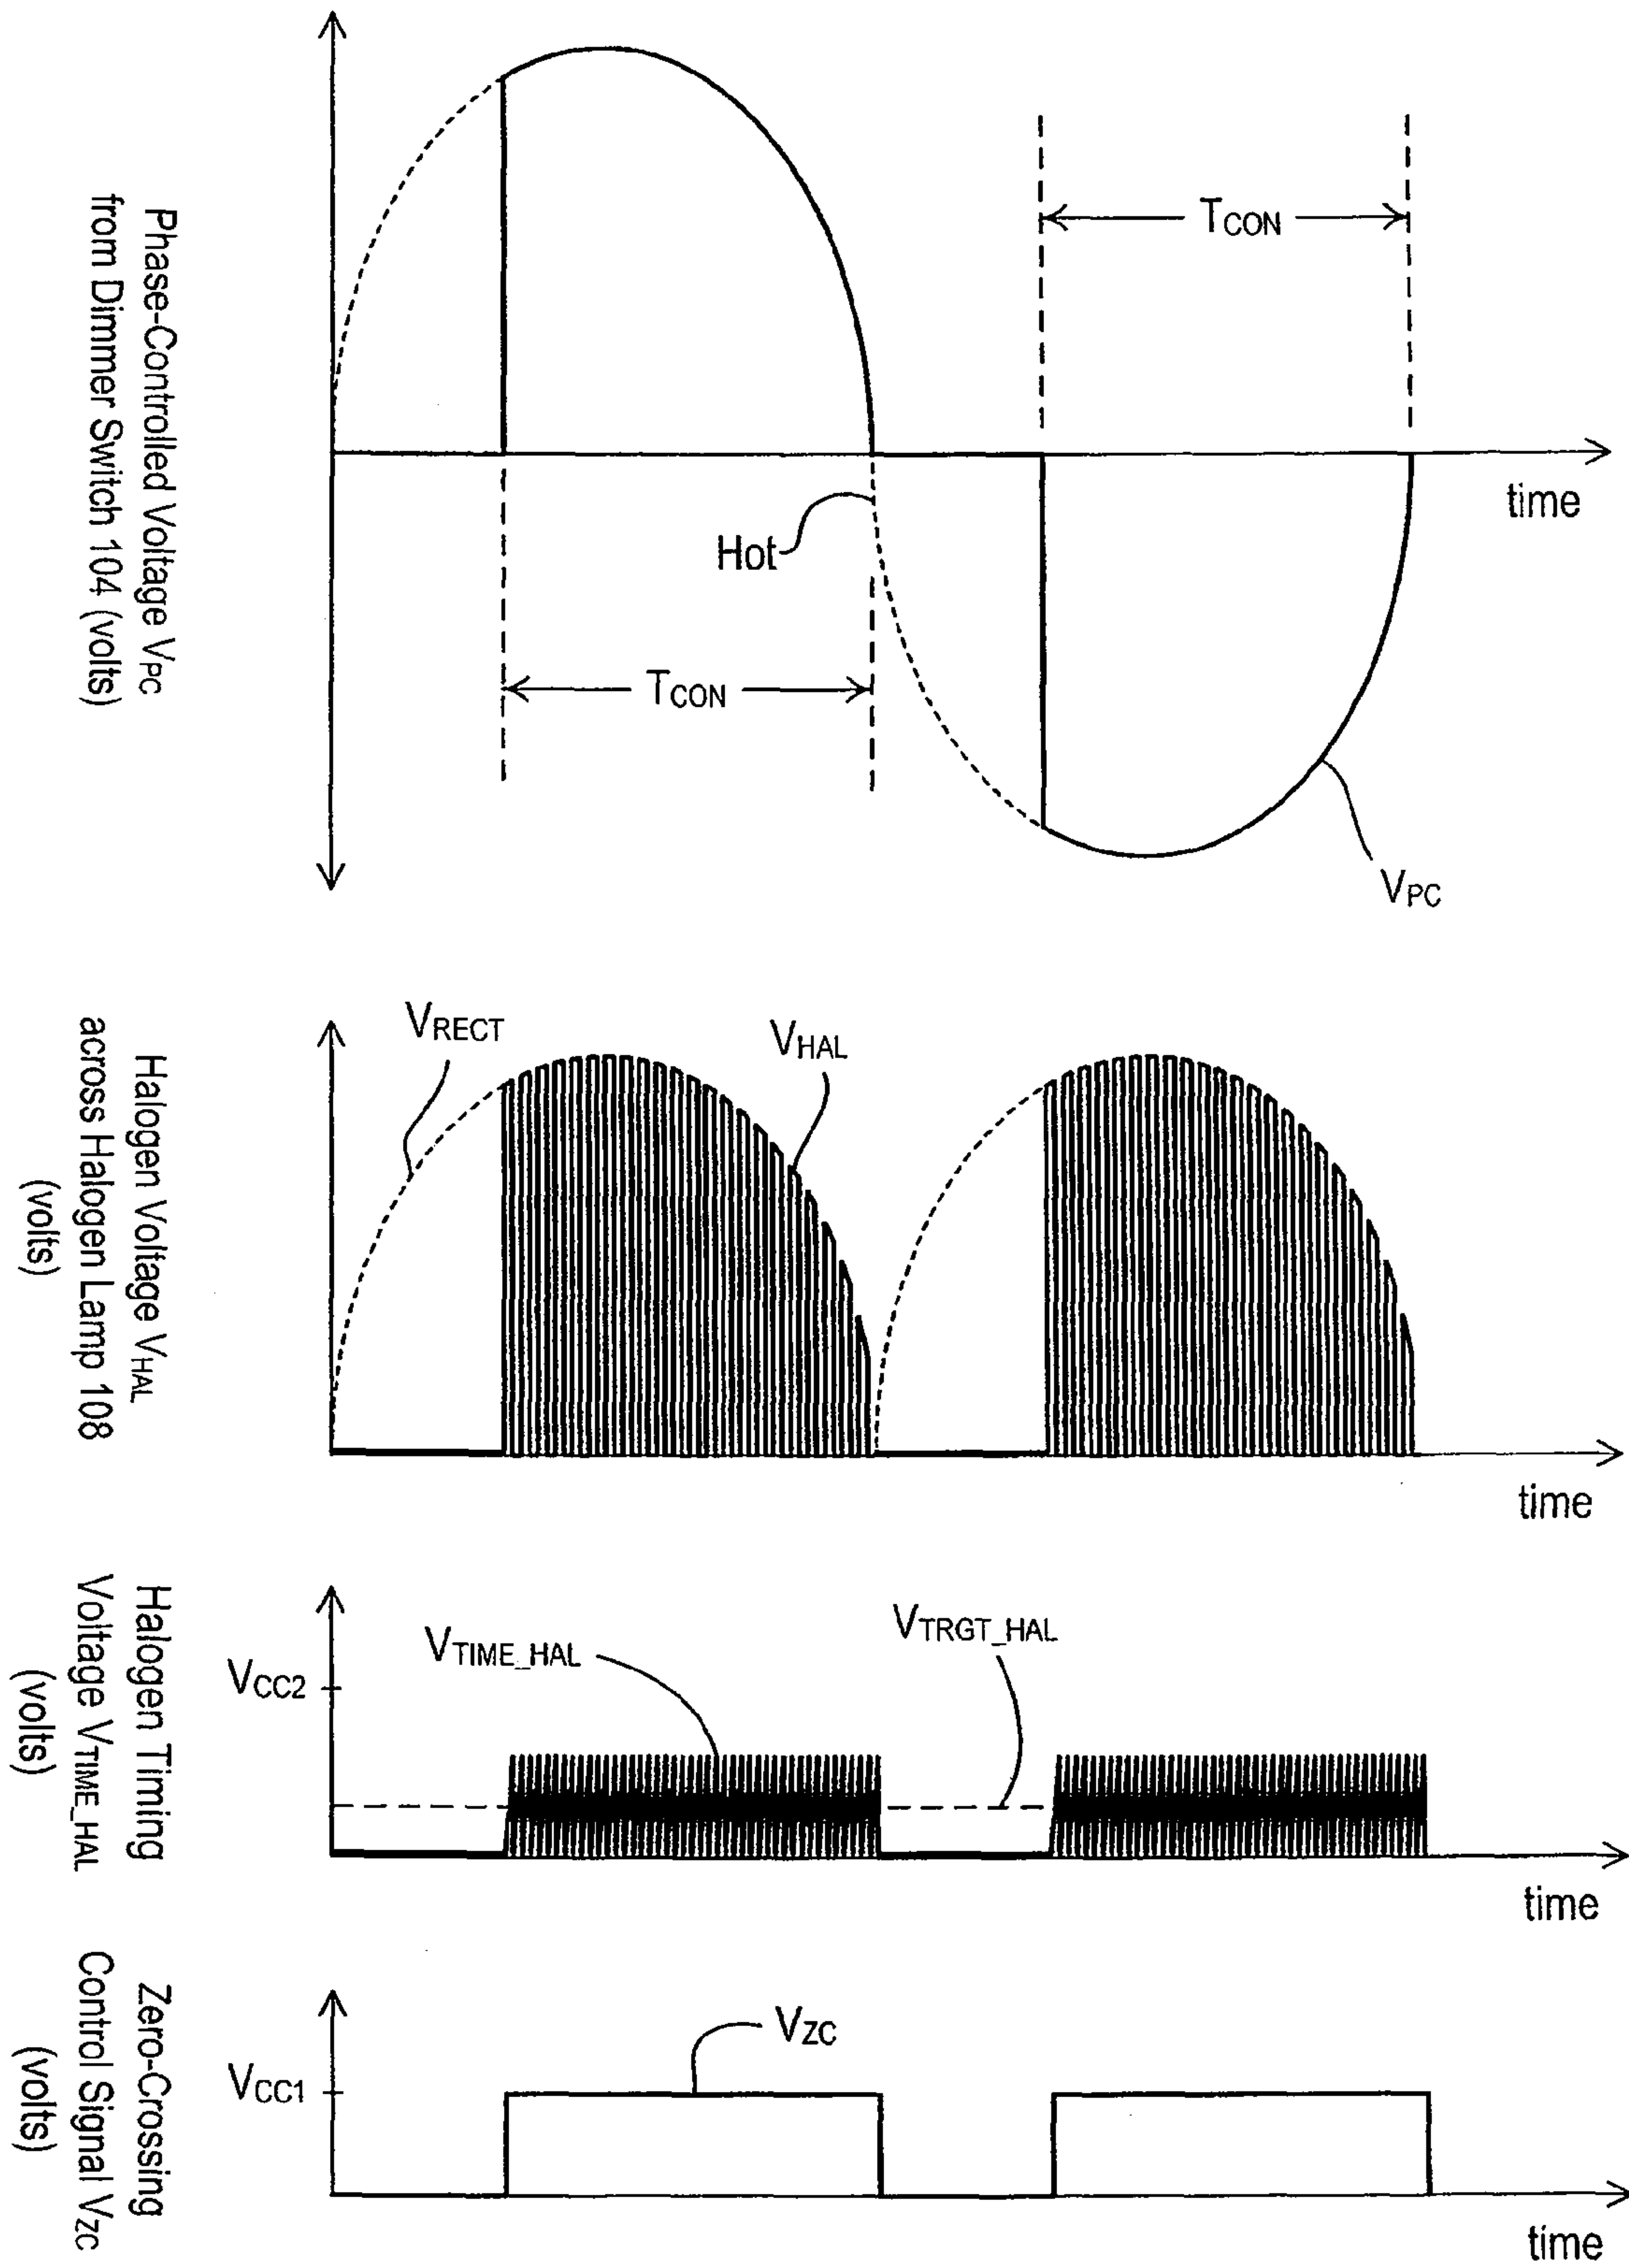 Phase-Controlled Voltage VPC
from Dimmer Switch 104 (volts)
TCON
time
Hot
TCON
VPC
Halogen Voltage VHAL
across Halogen Lamp 108
(volts)
VRECT
VHAL
time
Halogen Timing
Voltage VTIME_HAL
(volts)
VCC2
VTIME_HAL
VTRGT_HAL
time
Zero-Crossing
Control Signal VZC
(volts)
VCC1
VZC
time